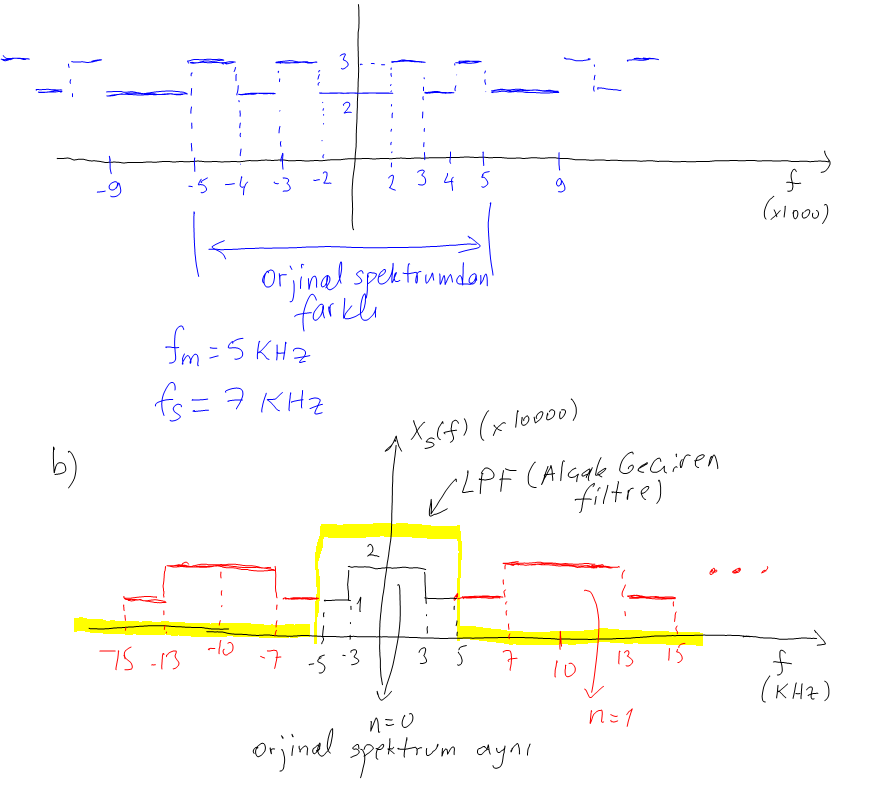 3
2
-9 -5 -4 -3 -2 2 3 4 5 9 f
(x1000)
orjinal spektrumdan
farklı
fm = 5 KHz
fs = 7 KHz
b)
Xs(f) (x10000)
LPF (Alçak Geçiren
filtre)
2
1
-15 -13 -10 -7 -5 -3 3 5 7 10 13 15 f
(KHz)
n=0 n=1
orjinal spektrum aynı